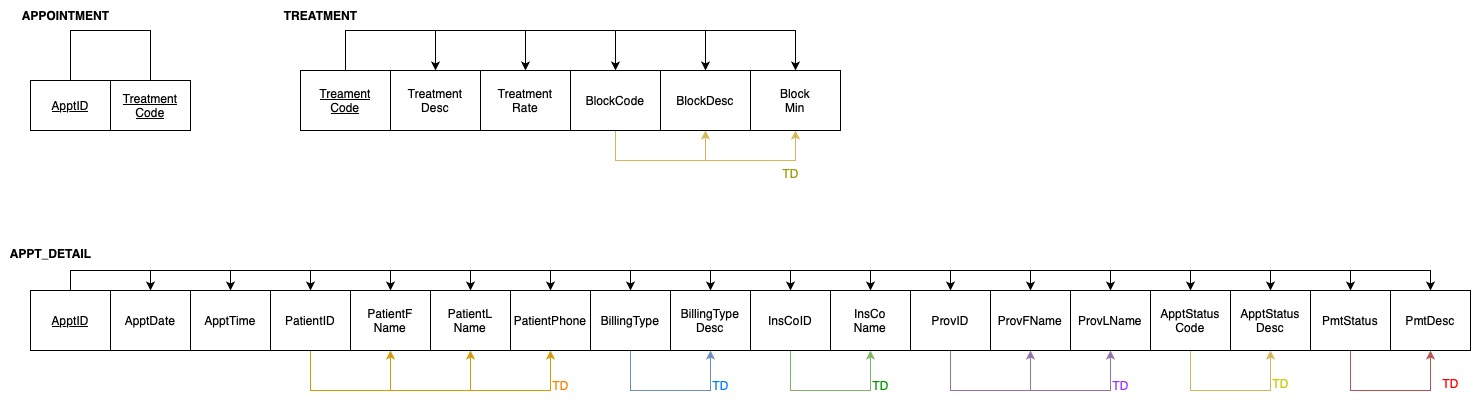 APPOINTMENT
TREATMENT
ApptID
Treatment
Code
Treament
Code
Treatment
Desc
Treatment
Rate
BlockCode
BlockDesc
Block
Min
TD
APPT_DETAIL
ApptID
ApptDate
ApptTime
PatientID
PatientF
Name
PatientL
Name
PatientPhone
BillingType
BillingType
Desc
InsCoID
InsCo
Name
ProvID
ProvFName
ProvLName
ApptStatus
Code
ApptStatus
Desc
PmtStatus
PmtDesc
TD
TD
TD
TD
TD
TD